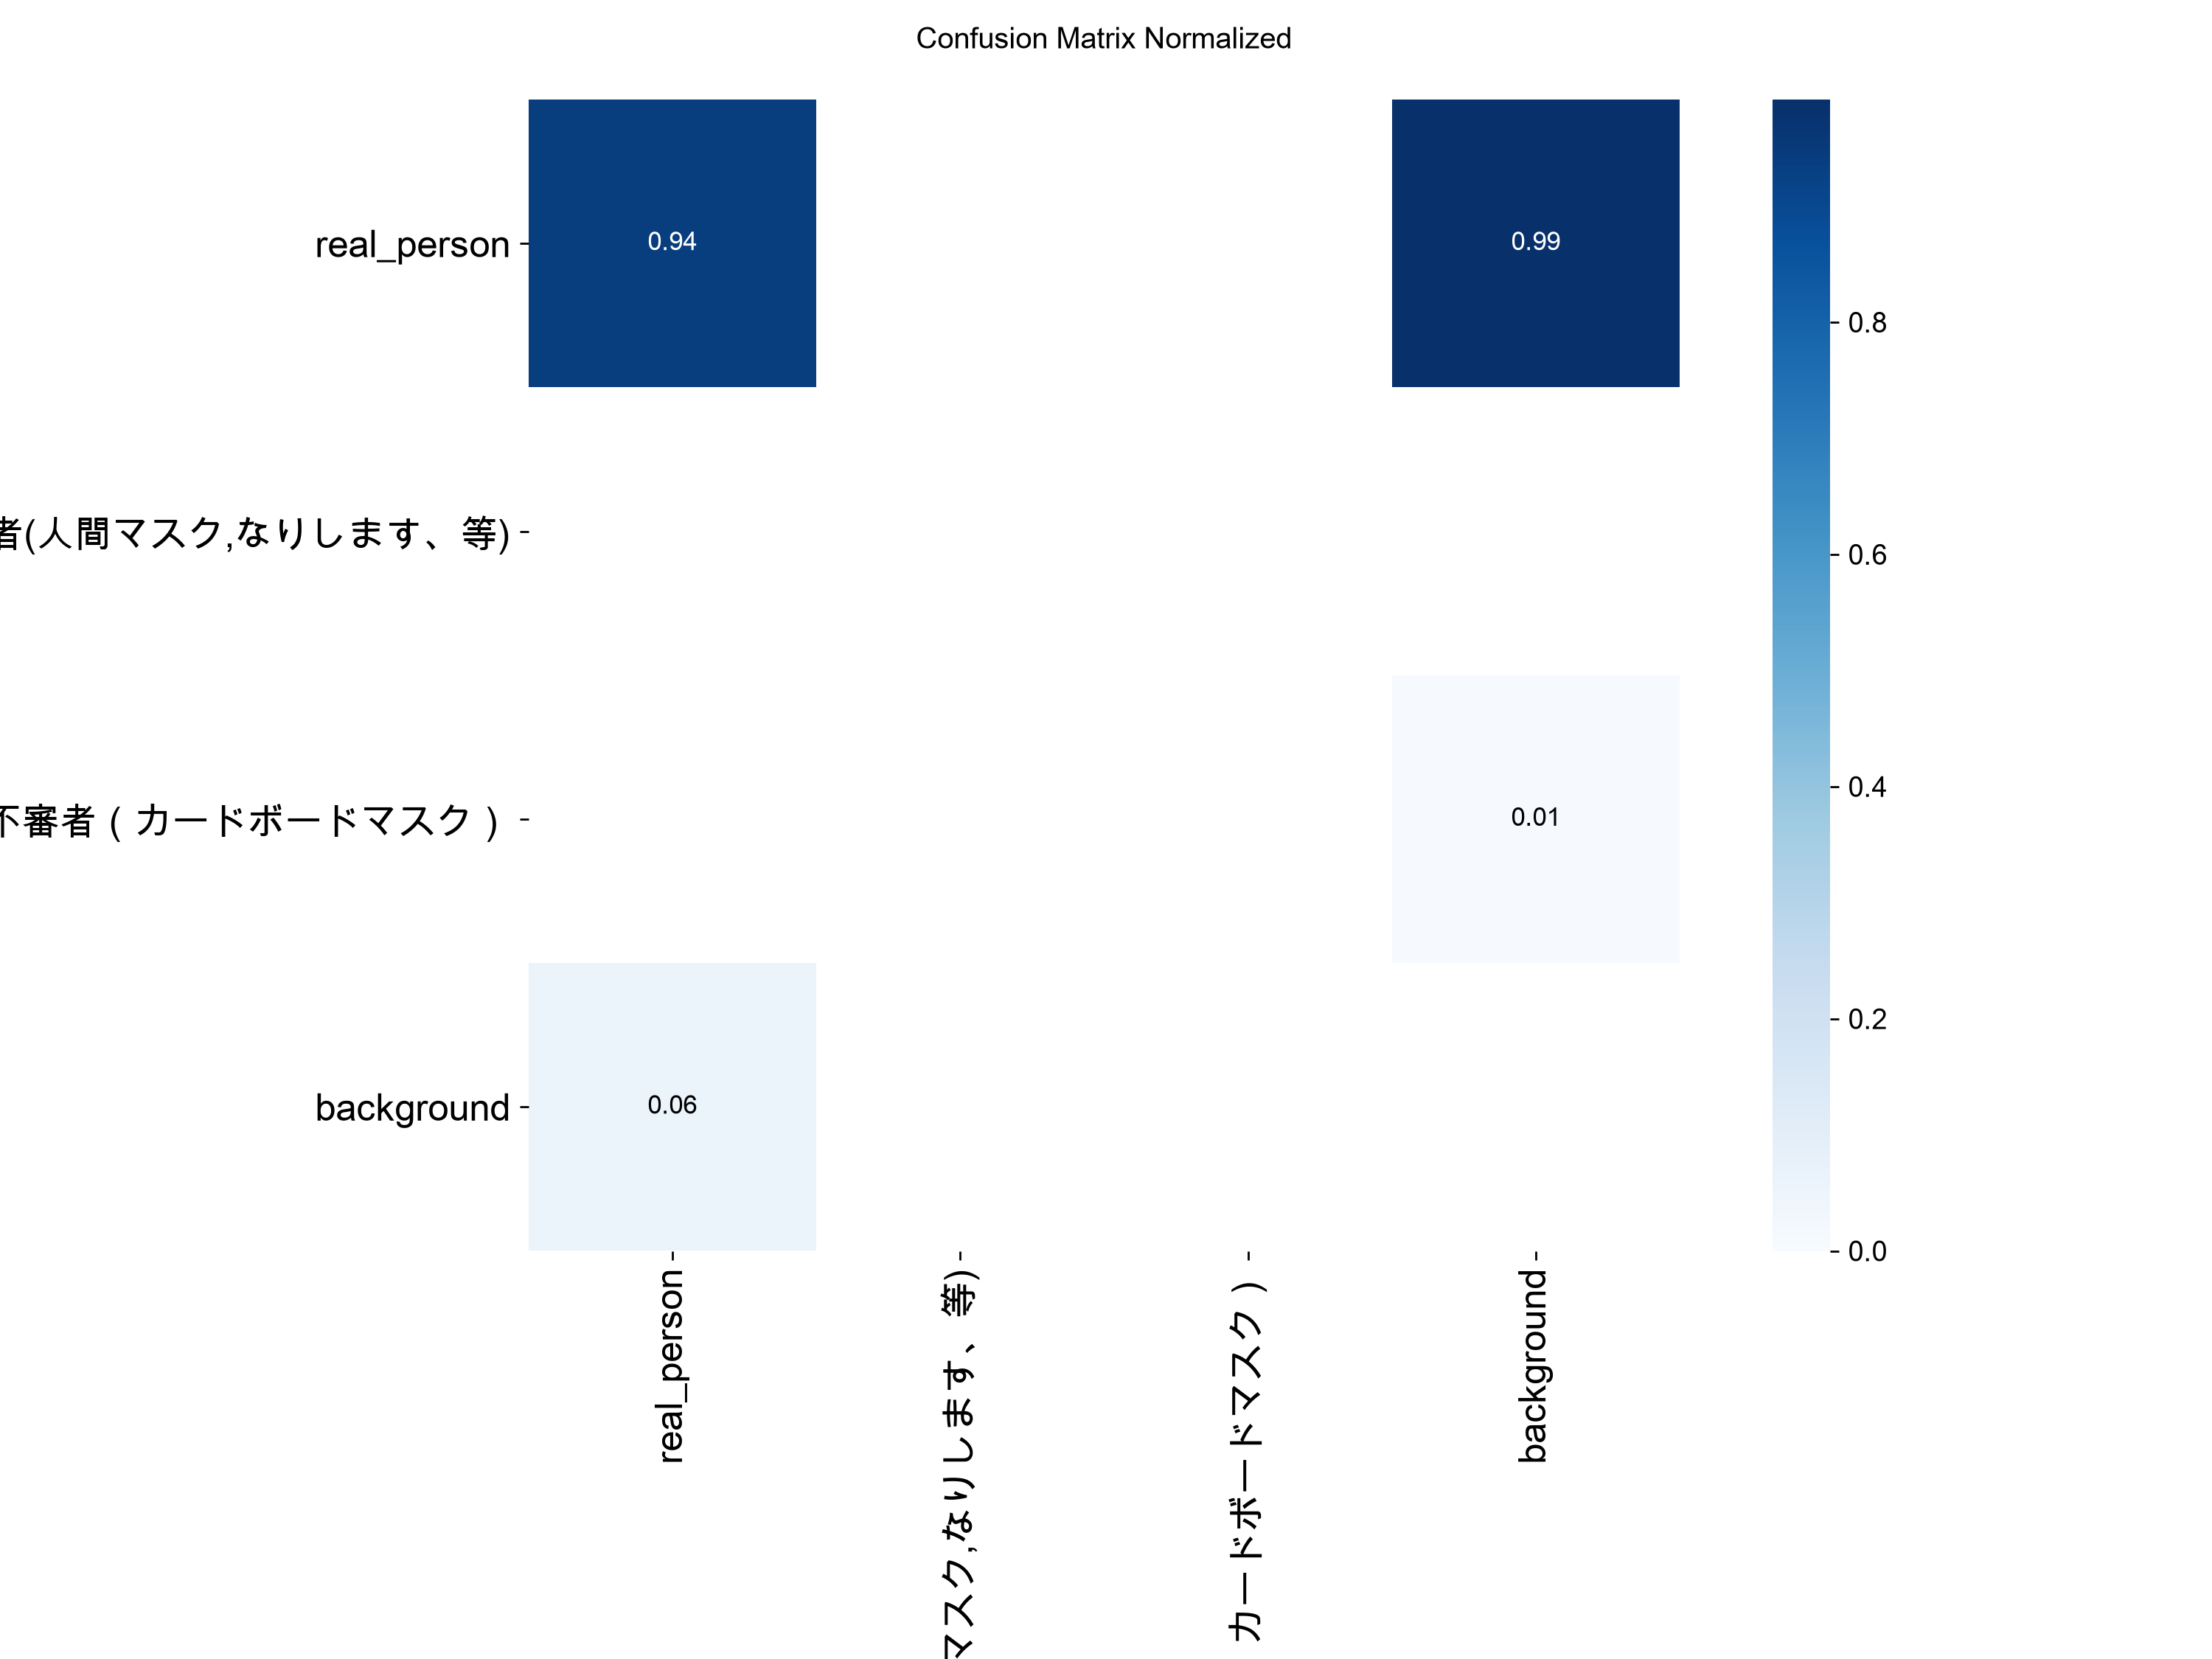 Confusion Matrix Normalized
real_person
0.94
0.99
者(人間マスク,なりします、等)
不審者（カードボードマスク）
0.01
background
0.06
0.8
0.6
0.4
0.2
0.0
real_person
マスク,なりします、等)
カードボードマスク）
background